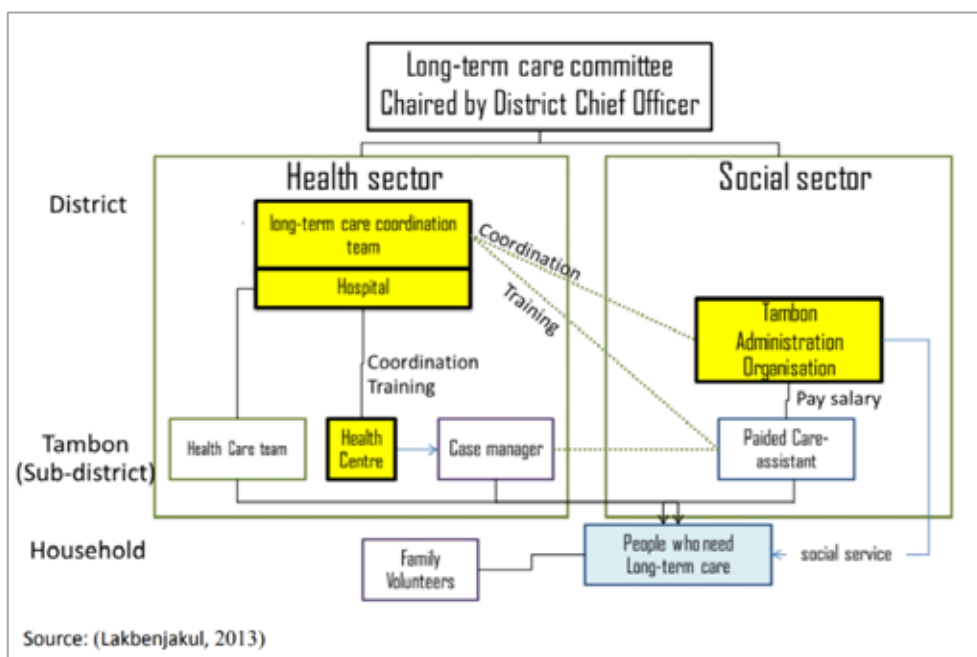 Long-term care committee
Chaired by District Chief Officer
Health sector
Social sector
District
long-term care coordination
team
Hospital
Coordination
Training
Tambon
Administration
Organisation
Coordination
Training
Pay salary
Tambon
(Sub-district)
Health Care team
Health
Centre
Case manager
Paided Care-
assistant
Household
Family
Volunteers
People who need
Long-term care
social service
Source: (Lakbenjakul, 2013)